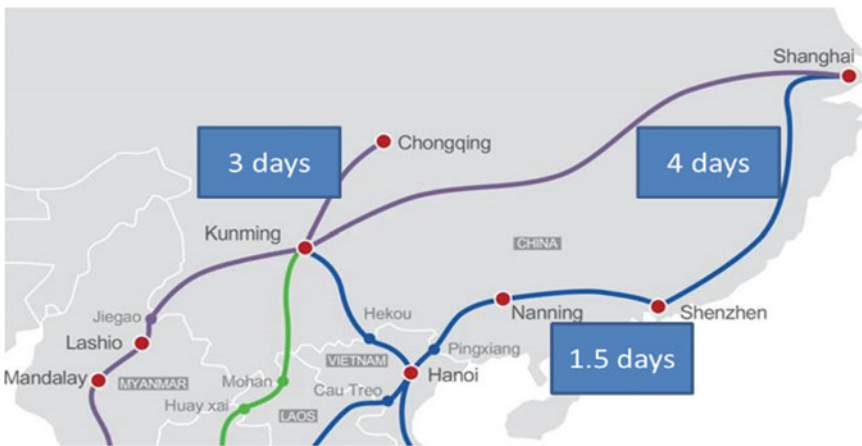 Shanghai
3 days
Chongqing
4 days
Kunming
CHINA
Jiegao
Hekou
Nanning
Shenzhen
Lashio
VIETNAM
Pingxiang
1.5 days
Mandalay
MYANMAR
Mohan
Hanoi
Cau Treo
Huay xai
LAOS